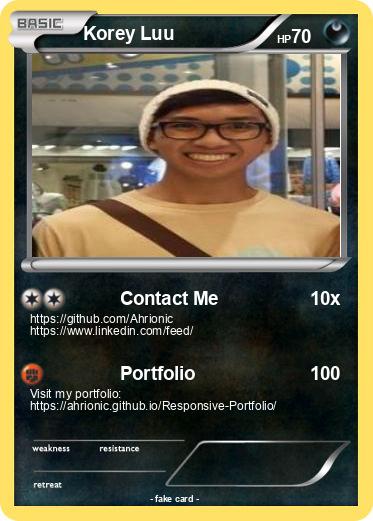 BASIC
Korey Luu
HP70
Contact Me 10x
https://github.com/Ahrionic
https://www.linkedin.com/feed/
Portfolio 100
Visit my portfolio:
https://ahrionic.github.io/Responsive-Portfolio/
weakness resistance
retreat
- fake card -